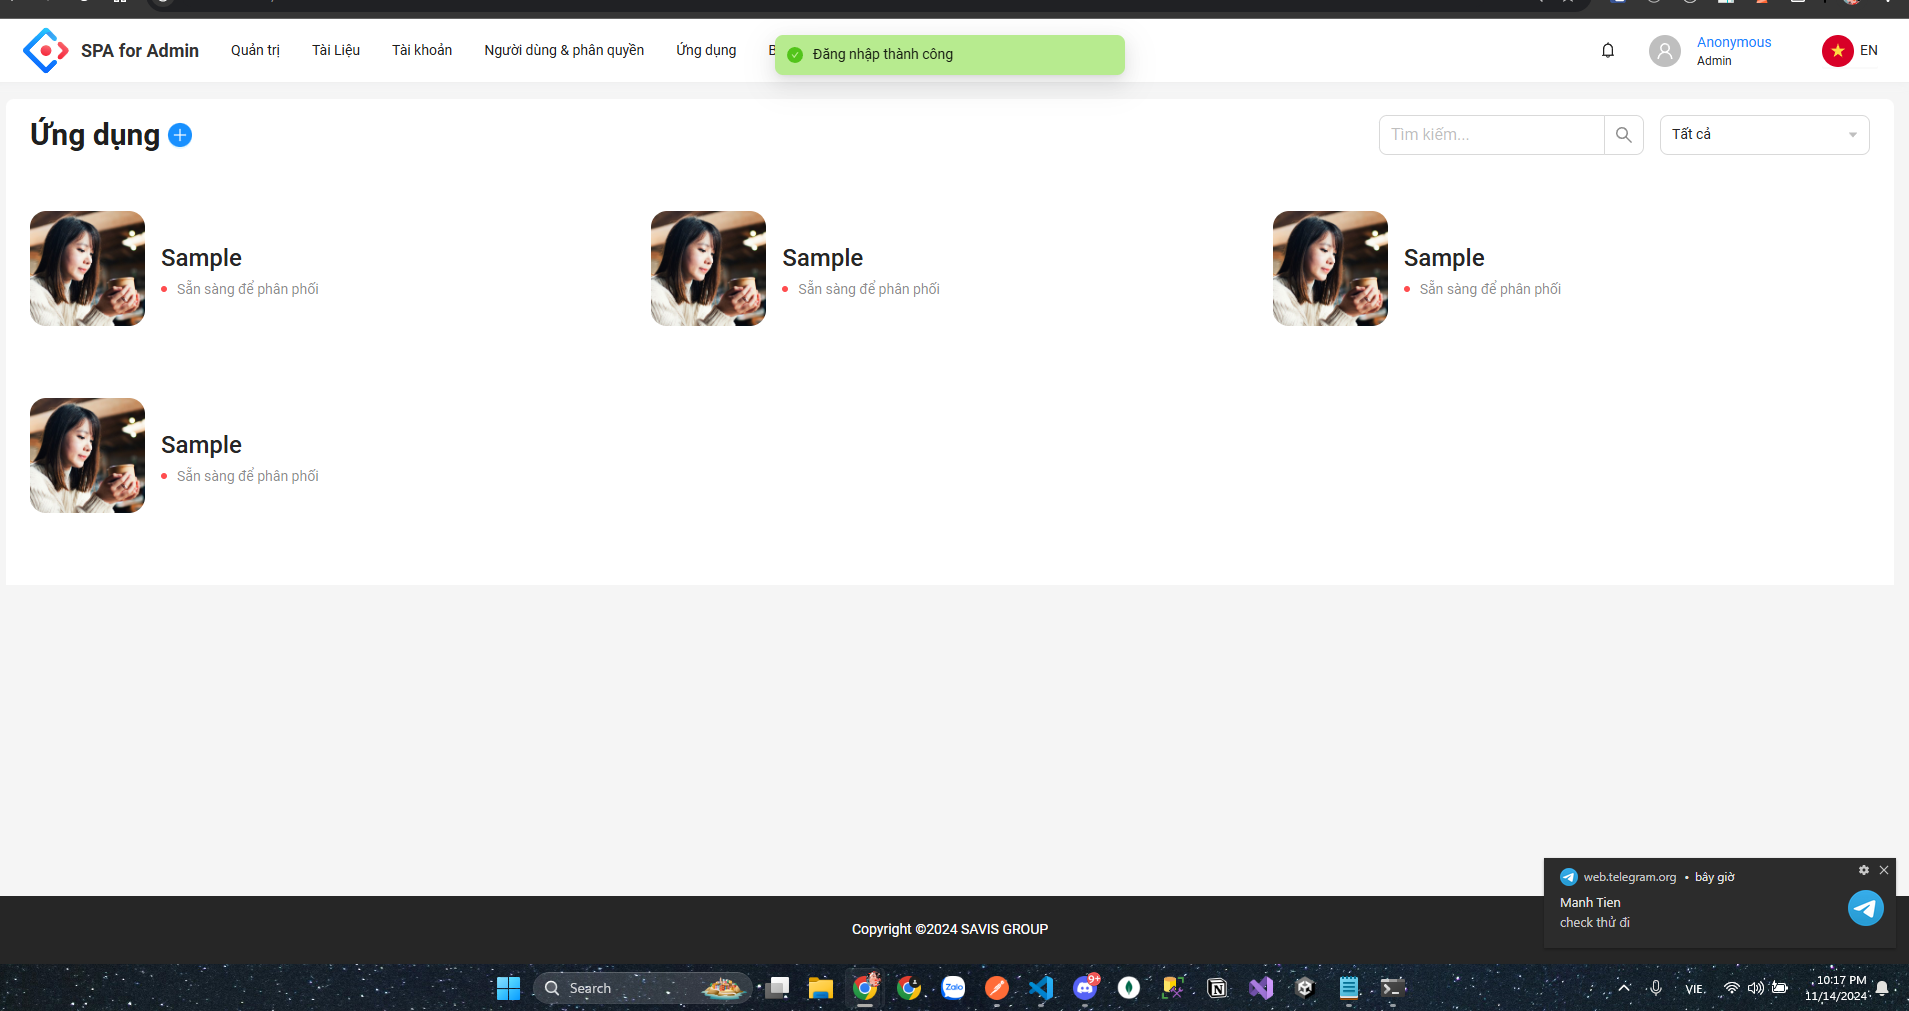 SPA for Admin
Quản trị
Tài Liệu
Tài khoản
Người dùng & phân quyền
Ứng dụng
B
Đăng nhập thành công
Anonymous
Admin
EN
Ứng dụng
Tìm kiếm...
Tất cả
Sample
Sẵn sàng để phân phối
Sample
Sẵn sàng để phân phối
Sample
Sẵn sàng để phân phối
Sample
Sẵn sàng để phân phối
web.telegram.org • bây giờ
Manh Tien
check thử đi
Copyright ©2024 SAVIS GROUP
Search
Zalo
9+
VIE
10:17 PM
11/14/2024